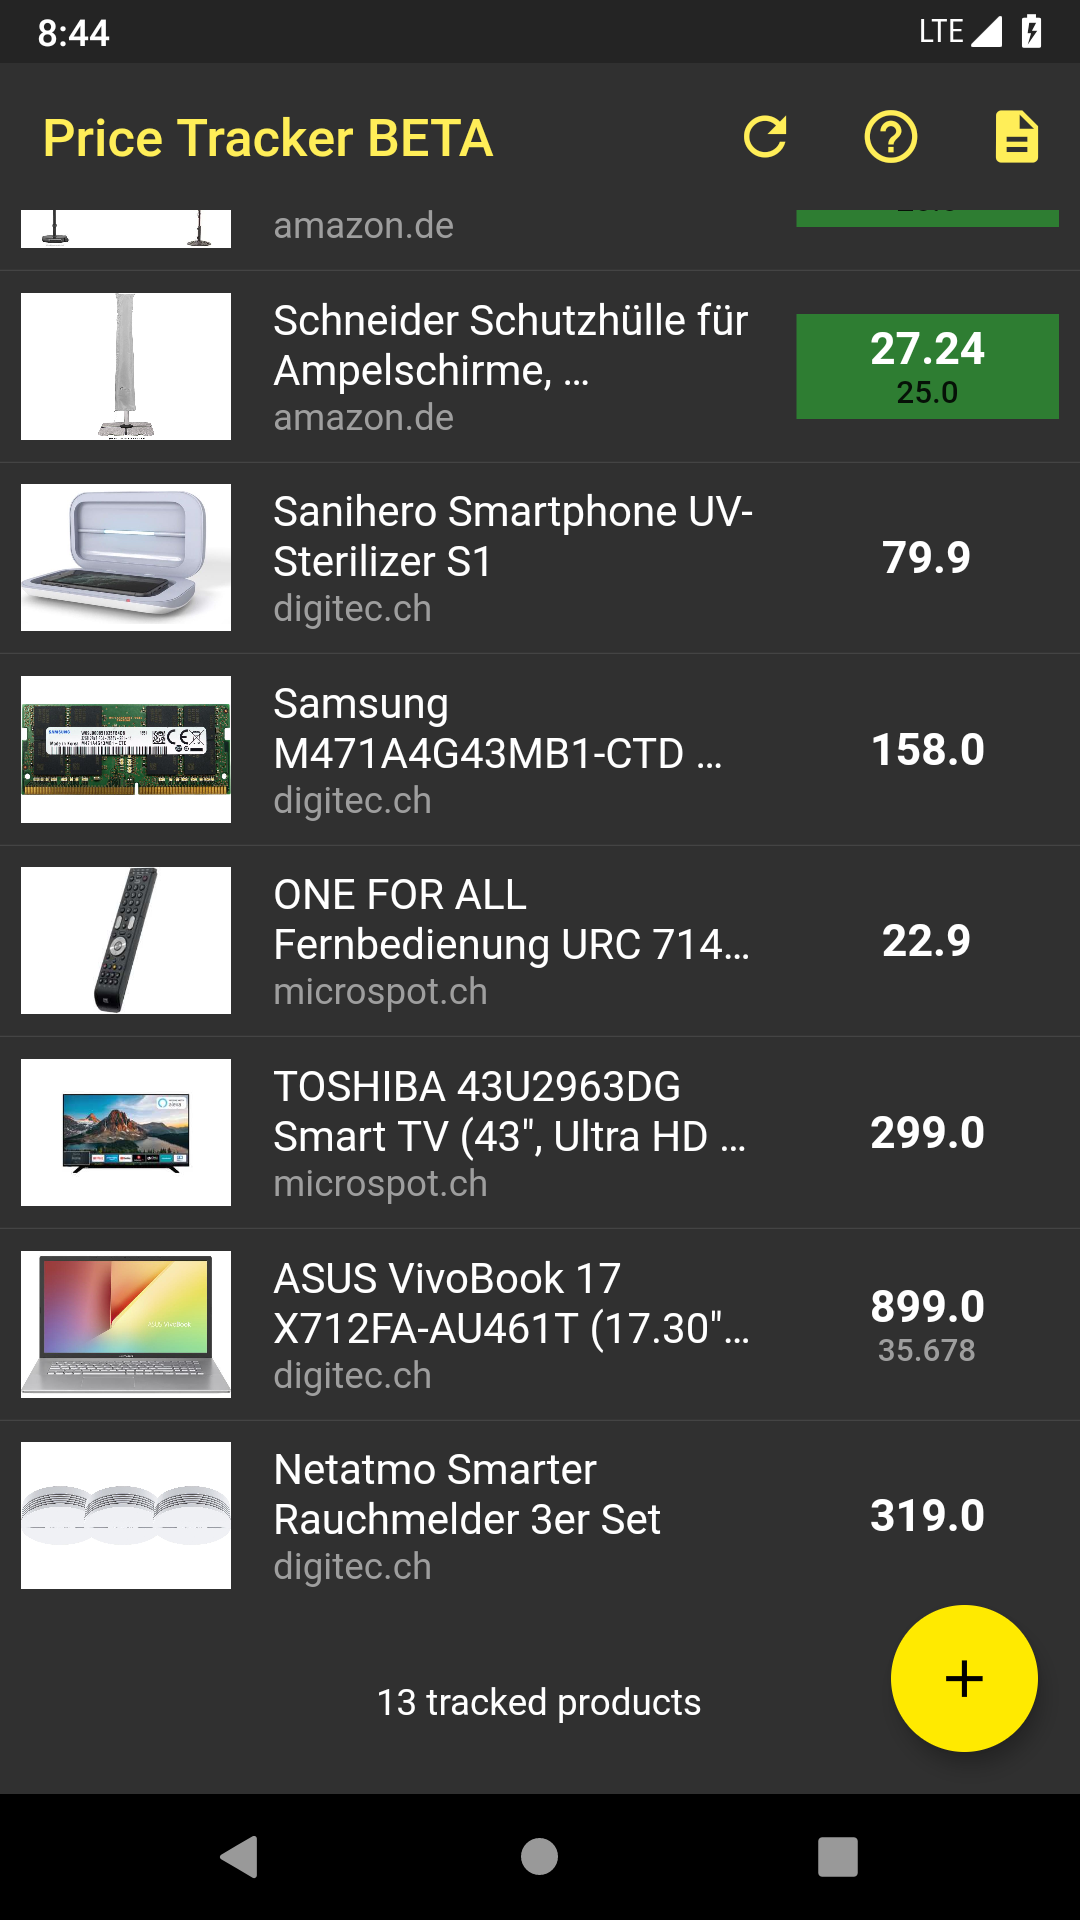 8:44
LTE
Price Tracker BETA
amazon.de
Schneider Schutzhülle für
Ampelschirme, …
amazon.de
27.24
25.0
Sanihero Smartphone UV-
Sterilizer S1
digitec.ch
79.9
SAMSUNG
Samsung
M471A4G43MB1-CTD …
digitec.ch
158.0
ONE FOR ALL
Fernbedienung URC 714…
microspot.ch
22.9
TOSHIBA 43U2963DG
Smart TV (43", Ultra HD …
microspot.ch
299.0
ASUS VivoBook 17
X712FA-AU461T (17.30"…
digitec.ch
899.0
35.678
Netatmo Smarter
Rauchmelder 3er Set
digitec.ch
319.0
13 tracked products